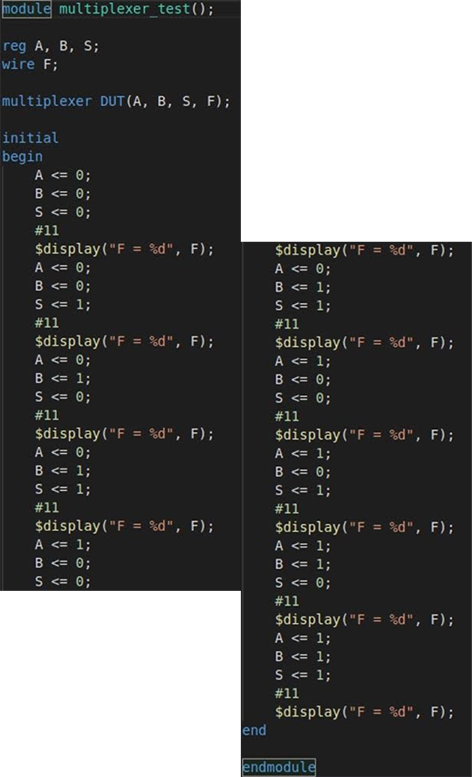 module multiplexer_test();
reg A, B, S;
wire F;
multiplexer DUT(A, B, S, F);
initial
begin
A <= 0;
B <= 0;
S <= 0;
#11
$display("F = %d", F);
A <= 0;
B <= 0;
S <= 1;
#11
$display("F = %d", F);
A <= 0;
B <= 1;
S <= 0;
#11
$display("F = %d", F);
A <= 0;
B <= 1;
S <= 1;
#11
$display("F = %d", F);
A <= 1;
B <= 0;
S <= 0;
$display("F = %d", F);
A <= 0;
B <= 1;
S <= 1;
#11
$display("F = %d", F);
A <= 1;
B <= 0;
S <= 0;
#11
$display("F = %d", F);
A <= 1;
B <= 0;
S <= 1;
#11
$display("F = %d", F);
A <= 1;
B <= 1;
S <= 0;
#11
$display("F = %d", F);
A <= 1;
B <= 1;
S <= 1;
#11
$display("F = %d", F);
end
endmodule